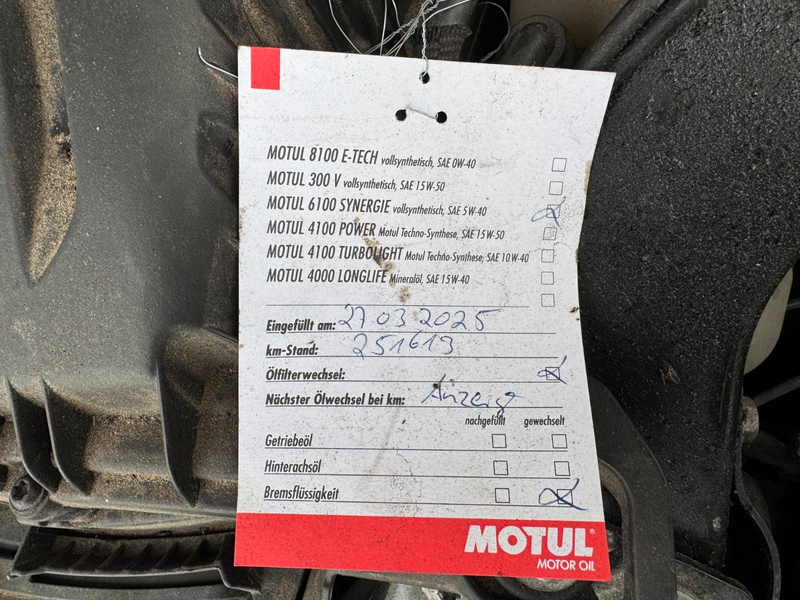 MOTUL 8100 E-TECH vollsynthetisch, SAE 0W-40
MOTUL 300 V vollsynthetisch, SAE 15W-50
MOTUL 6100 SYNERGIE vollsynthetisch, SAE 5W-40
MOTUL 4100 POWER Motul Techno-Synthese, SAE 15W-50
MOTUL 4100 TURBOLIGHT Motul Techno-Synthese, SAE 10W-40
MOTUL 4000 LONGLIFE Mineralöl, SAE 15W-40
Eingefüllt am: 27 03 2025
km-Stand: 251619
Ölfilterwechsel:
Nächster Ölwechsel bei km: Anzeige
nachgefüllt gewechselt
Getriebeöl
Hinterachsöl
Bremsflüssigkeit
MOTUL®
MOTOR OIL